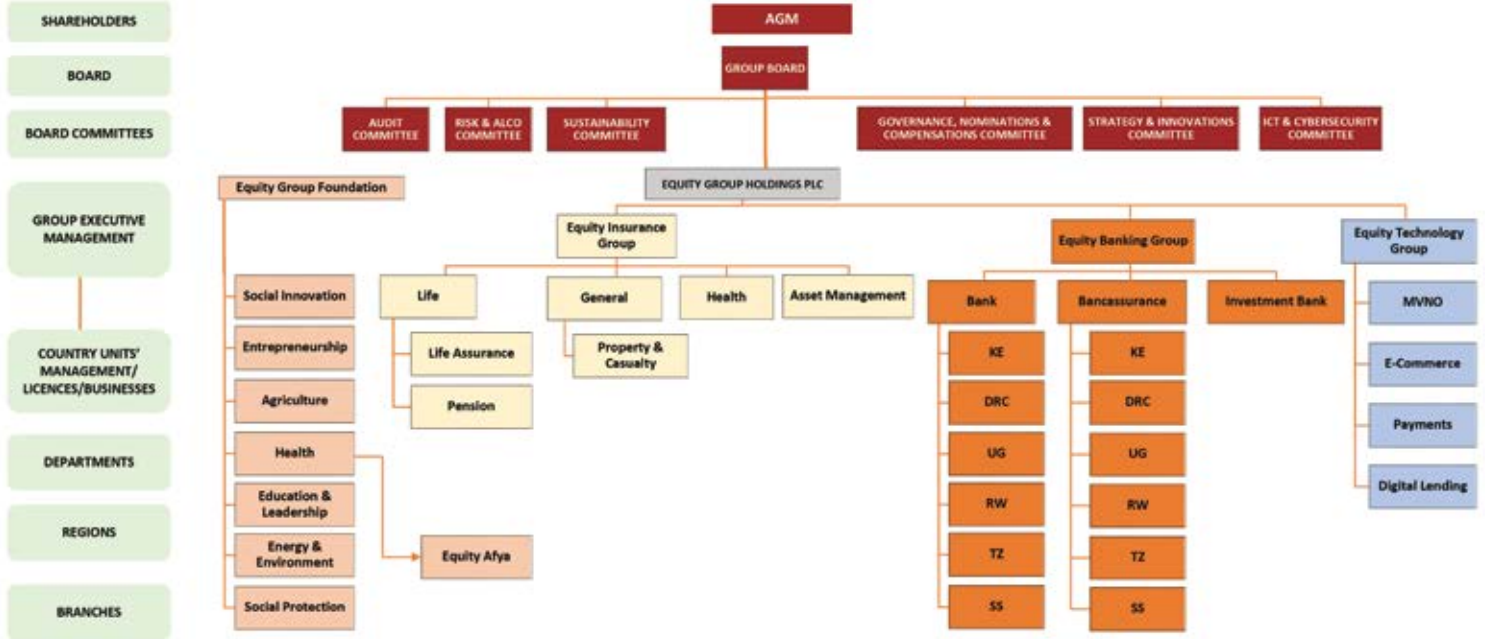 SHAREHOLDERS
BOARD
BOARD COMMITTEES
GROUP EXECUTIVE
MANAGEMENT
COUNTRY UNITS'
MANAGEMENT/
LICENCES/BUSINESSES
DEPARTMENTS
REGIONS
BRANCHES
AGM
GROUP BOARD
AUDIT
COMMITTEE
RISK & ALCO
COMMITTEE
SUSTAINABILITY
COMMITTEE
GOVERNANCE, NOMINATIONS &
COMPENSATIONS COMMITTEE
STRATEGY & INNOVATIONS
COMMITTEE
ICT & CYBERSECURITY
COMMITTEE
EQUITY GROUP HOLDINGS PLC
Equity Group Foundation
Social Innovation
Entrepreneurship
Agriculture
Health
Education &
Leadership
Energy &
Environment
Social Protection
Equity Afya
Equity Insurance
Group
Life
Life Assurance
Pension
General
Property &
Casualty
Health
Asset Management
Equity Banking Group
Bank
KE
DRC
UG
RW
TZ
SS
Bancassurance
KE
DRC
UG
RW
TZ
SS
Investment Bank
Equity Technology
Group
MVNO
E-Commerce
Payments
Digital Lending